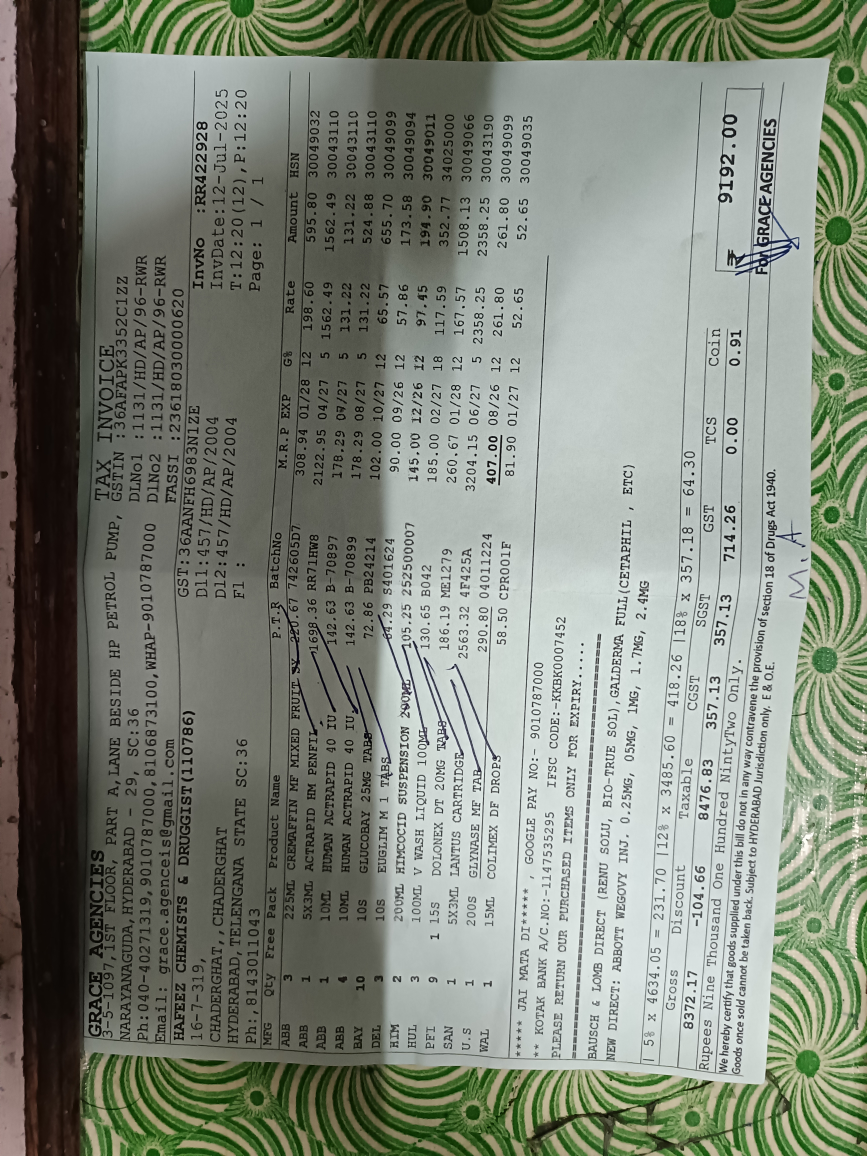 TAX INVOICE
GRACE AGENCIES
3-5-1097,1ST FLOOR, PART A,LANE BESIDE HP PETROL PUMP, GSTIN :36AFAPK3352C1ZZ
NARAYANAGUDA,HYDERABAD - 29, SC:36 DLNo1 :1131/HD/AP/96-RWR
Ph:040-40271319,9010787000,8106873100,WHAP-9010787000 DlNo2 :1131/HD/AP/96-RWR
Email: grace.agenceis@gmail.com FASSI :23618030000620
HAFEEZ CHEMISTS & DRUGGIST(110786) GST:36AANFH6983N1ZE InvNo :RR422928
16-7-319, D11:457/HD/AP/2004 InvDate:12-Jul-2025
CHADERGHAT,,CHADERGHAT D12:457/HD/AP/2004 T:12:20(12),P:12:20
HYDERABAD,TELENGANA STATE SC:36 F1 : Page: 1 / 1
Ph:,8143011043
MFG Qty Free Pack Product Name P.T.R BatchNo M.R.P EXP G% Rate Amount HSN
ABB 3 225ML CREMAFFIN MF MIXED FRUIT SY 220.67 742605D7 308.94 01/28 12 198.60 595.80 30049032
ABB 1 5X3ML ACTRAPID HM PENFIL 1698.36 RR71HW8 2122.95 04/27 5 1562.49 1562.49 30043110
ABB 1 10ML HUMAN ACTRAPID 40 IU 142.63 B-70897 178.29 07/27 5 131.22 131.22 30043110
ABB 4 10ML HUMAN ACTRAPID 40 IU 142.63 B-70899 178.29 08/27 5 131.22 524.88 30043110
BAY 10 10S GLUCOBAY 25MG TABS 72.86 PB24214 102.00 10/27 12 65.57 655.70 30049099
DEL 3 10S EUGLIM M 1 TABS 64.29 S401624 90.00 09/26 12 57.86 173.58 30049094
HIM 2 200ML HIMCOCID SUSPENSION 200ML 105.25 252500007 145.00 12/26 12 97.45 194.90 30049011
HUL 3 100ML V WASH LIQUID 100ML 130.65 B042 185.00 02/27 18 117.59 352.77 34025000
PFI 9 1 15S DOLONEX DT 20MG TABS 186.19 ME1279 260.67 01/28 12 167.57 1508.13 30049066
SAN 1 5X3ML LANTUS CARTRIDGE 2563.32 4F425A 3204.15 06/27 5 2358.25 2358.25 30043190
U.S 1 200S GLYNASE MF TAB 290.80 04011224 407.00 08/26 12 261.80 261.80 30049099
WAL 1 15ML COLIMEX DF DROPS 58.50 CPR001F 81.90 01/27 12 52.65 52.65 30049035
***** JAI MATA DI***** , GOOGLE PAY NO:- 9010787000
** KOTAK BANK A/C.NO:-1147535295 IFSC CODE:-KKBK0007452
PLEASE RETURN OUR PURCHASED ITEMS ONLY FOR EXPIRY.....
BAUSCH & LOMB DIRECT (RENU SOLU, BIO-TRUE SOL),GALDERMA FULL(CETAPHIL , ETC)
NEW DIRECT: ABBOTT WEGOVY INJ. 0.25MG, 05MG, 1MG, 1.7MG, 2.4MG
| 5% x 4634.05 = 231.70 |12% x 3485.60 = 418.26 |18% x 357.18 = 64.30
Gross Discount Taxable CGST SGST GST TCS Coin
8372.17 -104.66 8476.83 357.13 357.13 714.26 0.00 0.91 ₹ 9192.00
Rupees Nine Thousand One Hundred NintyTwo Only.
We hereby certify that goods supplied under this bill do not in any way contravene the provision of section 18 of Drugs Act 1940.
Goods once sold cannot be taken back. Subject to HYDERABAD Jurisdiction only. E & O.E.
For GRACE AGENCIES
M.A